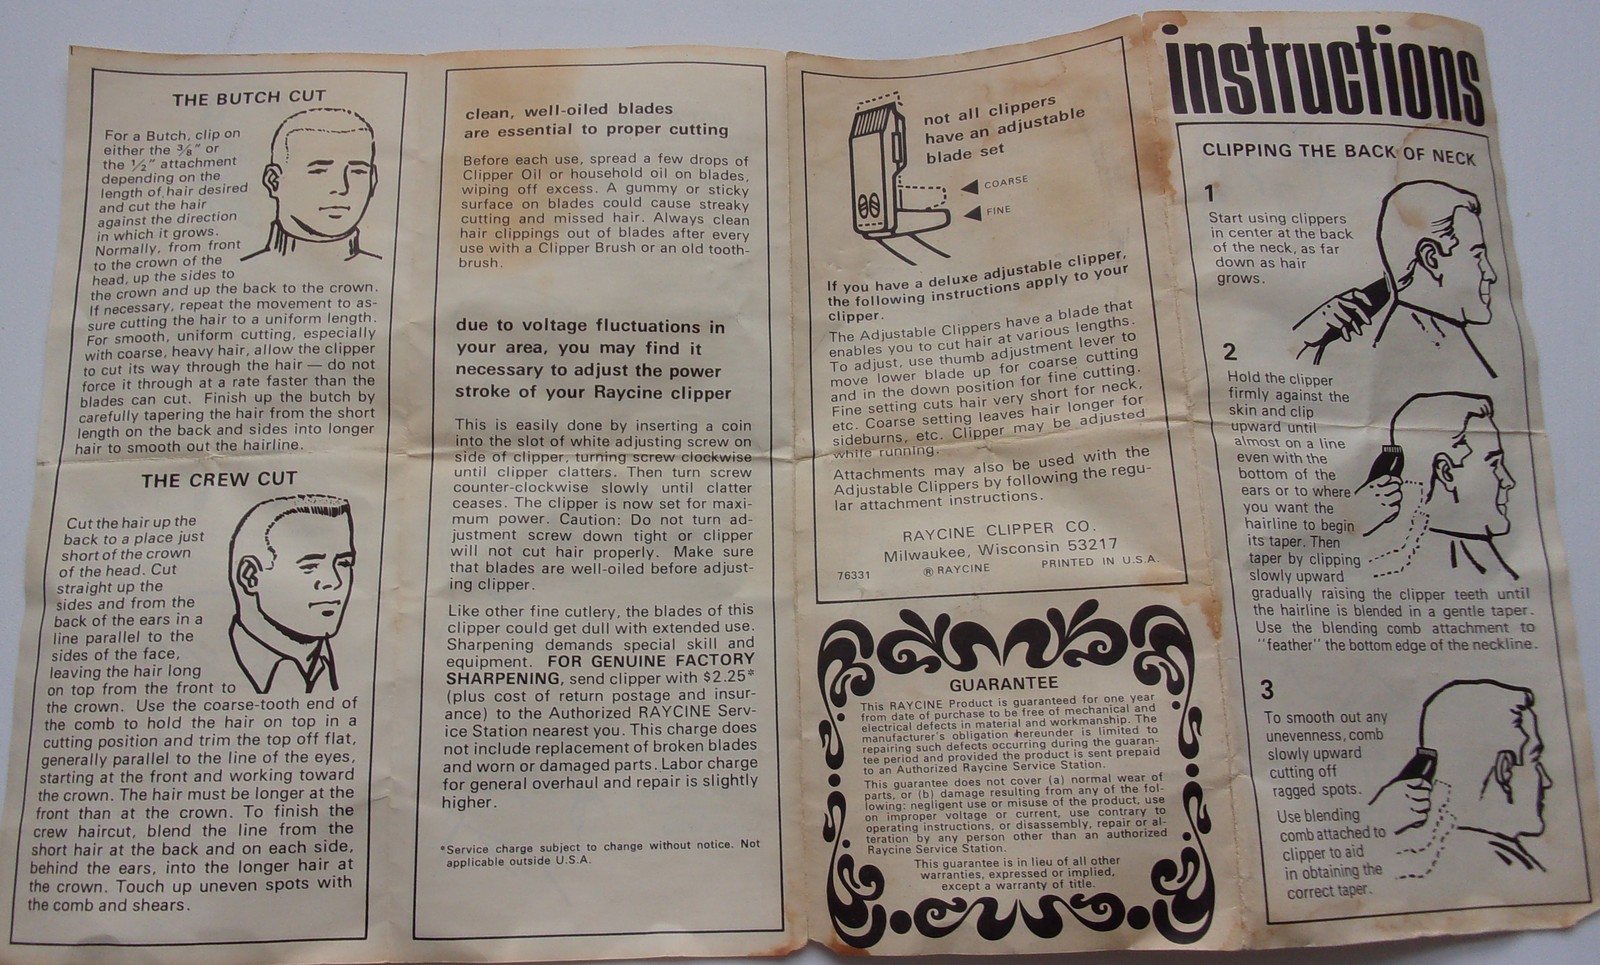 THE BUTCH CUT
For a Butch, clip on
either the ⅜" or
the ½" attachment
depending on the
length of hair desired
and cut the hair
against the direction
in which it grows.
Normally, from front
to the crown of the
head, up the sides to
the crown and up the back to the crown.
If necessary, repeat the movement to as-
sure cutting the hair to a uniform length.
For smooth, uniform cutting, especially
with coarse, heavy hair, allow the clipper
to cut its way through the hair — do not
force it through at a rate faster than the
blades can cut. Finish up the butch by
carefully tapering the hair from the short
length on the back and sides into longer
hair to smooth out the hairline.
THE CREW CUT
Cut the hair up the
back to a place just
short of the crown
of the head. Cut
straight up the
sides and from the
back of the ears in a
line parallel to the
sides of the face,
leaving the hair long
on top from the front to
the crown. Use the coarse-tooth end of
the comb to hold the hair on top in a
cutting position and trim the top off flat,
generally parallel to the line of the eyes,
starting at the front and working toward
the crown. The hair must be longer at the
front than at the crown. To finish the
crew haircut, blend the line from the
short hair at the back and on each side,
behind the ears, into the longer hair at
the crown. Touch up uneven spots with
the comb and shears.
clean, well-oiled blades
are essential to proper cutting
Before each use, spread a few drops of
Clipper Oil or household oil on blades,
wiping off excess. A gummy or sticky
surface on blades could cause streaky
cutting and missed hair. Always clean
hair clippings out of blades after every
use with a Clipper Brush or an old tooth-
brush.
due to voltage fluctuations in
your area, you may find it
necessary to adjust the power
stroke of your Raycine clipper
This is easily done by inserting a coin
into the slot of white adjusting screw on
side of clipper, turning screw clockwise
until clipper clatters. Then turn screw
counter-clockwise slowly until clatter
ceases. The clipper is now set for maxi-
mum power. Caution: Do not turn ad-
justment screw down tight or clipper
will not cut hair properly. Make sure
that blades are well-oiled before adjust-
ing clipper.
Like other fine cutlery, the blades of this
clipper could get dull with extended use.
Sharpening demands special skill and
equipment. FOR GENUINE FACTORY
SHARPENING, send clipper with $2.25*
(plus cost of return postage and insur-
ance) to the Authorized RAYCINE Serv-
ice Station nearest you. This charge does
not include replacement of broken blades
and worn or damaged parts. Labor charge
for general overhaul and repair is slightly
higher.
*Service charge subject to change without notice. Not
applicable outside U.S.A.
not all clippers
have an adjustable
blade set
COARSE
FINE
If you have a deluxe adjustable clipper,
the following instructions apply to your
clipper.
The Adjustable Clippers have a blade that
enables you to cut hair at various lengths.
To adjust, use thumb adjustment lever to
move lower blade up for coarse cutting
and in the down position for fine cutting.
Fine setting cuts hair very short for neck,
etc. Coarse setting leaves hair longer for
sideburns, etc. Clipper may be adjusted
while running.
Attachments may also be used with the
Adjustable Clippers by following the regu-
lar attachment instructions.
RAYCINE CLIPPER CO.
Milwaukee, Wisconsin 53217
76331 ® RAYCINE PRINTED IN U.S.A.
GUARANTEE
This RAYCINE Product is guaranteed for one year
from date of purchase to be free of mechanical and
electrical defects in material and workmanship. The
manufacturer's obligation hereunder is limited to
repairing such defects occurring during the guaran-
tee period and provided the product is sent prepaid
to an Authorized Raycine Service Station.
This guarantee does not cover (a) normal wear of
parts, or (b) damage resulting from any of the fol-
lowing: negligent use or misuse of the product, use
on improper voltage or current, use contrary to
operating instructions, or disassembly, repair or al-
teration by any person other than an authorized
Raycine Service Station.
This guarantee is in lieu of all other
warranties, expressed or implied,
except a warranty of title.
instructions
CLIPPING THE BACK OF NECK
1
Start using clippers
in center at the back
of the neck, as far
down as hair
grows.
2
Hold the clipper
firmly against the
skin and clip
upward until
almost on a line
even with the
bottom of the
ears or to where
you want the
hairline to begin
its taper. Then
taper by clipping
slowly upward
gradually raising the clipper teeth until
the hairline is blended in a gentle taper.
Use the blending comb attachment to
"feather" the bottom edge of the neckline.
3
To smooth out any
unevenness, comb
slowly upward
cutting off
ragged spots.
Use blending
comb attached to
clipper to aid
in obtaining the
correct taper.